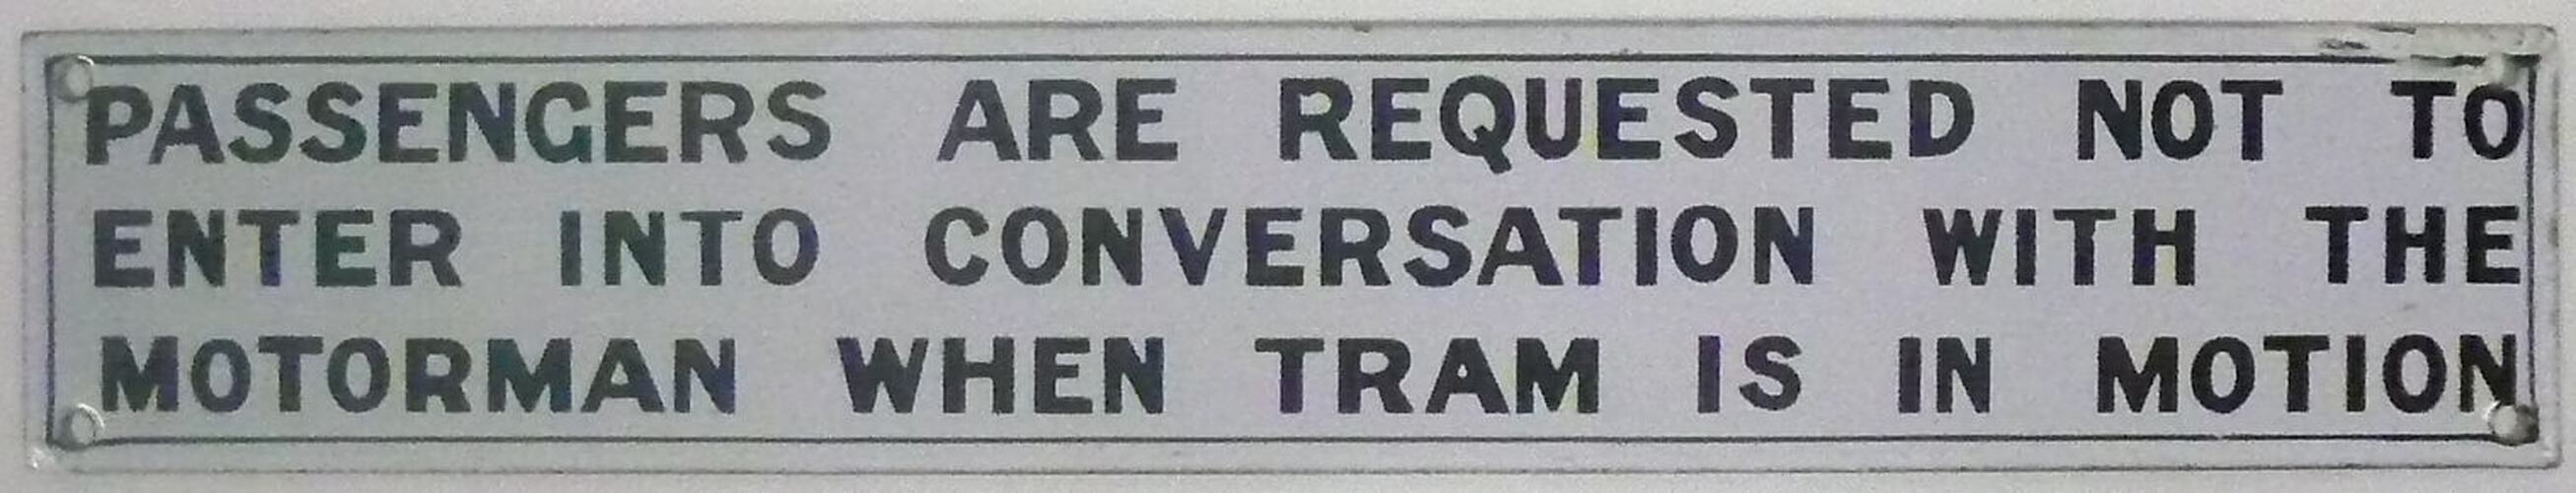 PASSENGERS ARE REQUESTED NOT TO
ENTER INTO CONVERSATION WITH THE
MOTORMAN WHEN TRAM IS IN MOTION